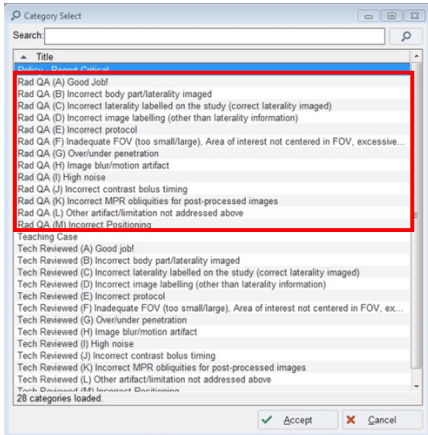 Category Select
Search:
Title
Policy - Report Critical
Rad QA (A) Good Job!
Rad QA (B) Incorrect body part/laterality imaged
Rad QA (C) Incorrect laterality labelled on the study (correct laterality imaged)
Rad QA (D) Incorrect image labelling (other than laterality information)
Rad QA (E) Incorrect protocol
Rad QA (F) Inadequate FOV (too small/large), Area of interest not centered in FOV, excessive...
Rad QA (G) Over/under penetration
Rad QA (H) Image blur/motion artifact
Rad QA (I) High noise
Rad QA (J) Incorrect contrast bolus timing
Rad QA (K) Incorrect MPR obliquities for post-processed images
Rad QA (L) Other artifact/limitation not addressed above
Rad QA (M) Incorrect Positioning
Teaching Case
Tech Reviewed (A) Good job!
Tech Reviewed (B) Incorrect body part/laterality imaged
Tech Reviewed (C) Incorrect laterality labelled on the study (correct laterality imaged)
Tech Reviewed (D) Incorrect image labelling (other than laterality information)
Tech Reviewed (E) Incorrect protocol
Tech Reviewed (F) Inadequate FOV (too small/large), Area of interest not centered in FOV, ex...
Tech Reviewed (G) Over/under penetration
Tech Reviewed (H) Image blur/motion artifact
Tech Reviewed (I) High noise
Tech Reviewed (J) Incorrect contrast bolus timing
Tech Reviewed (K) Incorrect MPR obliquities for post-processed images
Tech Reviewed (L) Other artifact/limitation not addressed above
Tech Reviewed (M) Incorrect Positioning
28 categories loaded.
Accept
Cancel